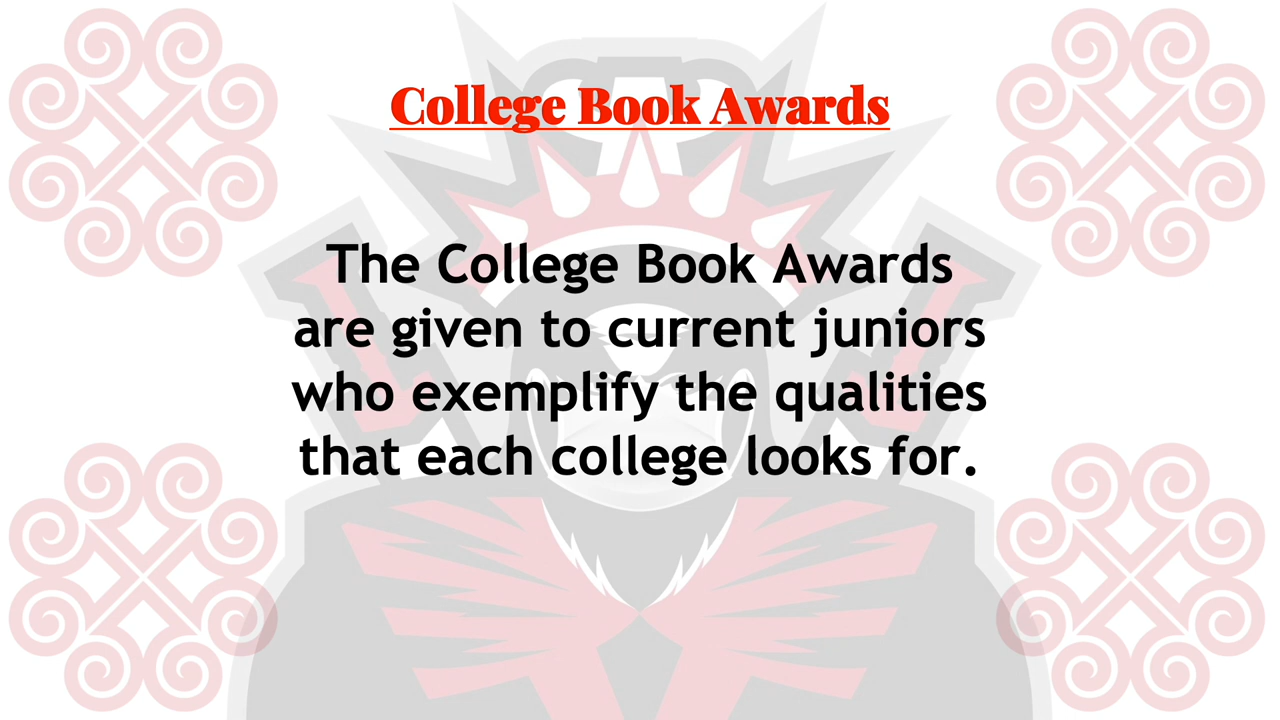 College Book Awards
The College Book Awards
are given to current juniors
who exemplify the qualities
that each college looks for.